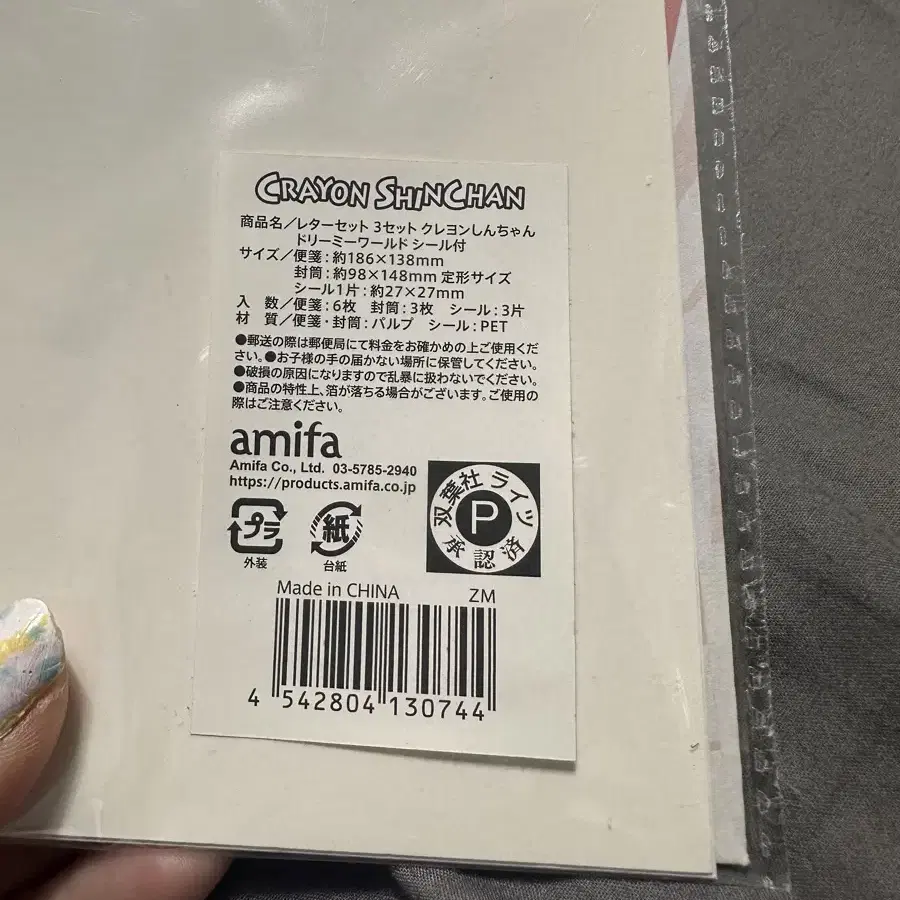 CRAYON SHINCHAN
商品名／レターセット 3セット クレヨンしんちゃん
ドリーミーワールド シール付
サイズ／便箋：約186×138mm
封筒：約98×148mm 定形サイズ
シール1片：約27×27mm
入 数／便箋：6枚 封筒：3枚 シール：3片
材 質／便箋・封筒：パルプ シール：PET
●郵送の際は郵便局にて料金をお確かめの上ご使用くだ
さい。●お子様の手の届かない場所に保管してください。
●破損の原因になりますので乱暴に扱わないでください。
●商品の特性上、箔が落ちる場合がございます。ご使用の
際はご注意ください。
amifa
Amifa Co., Ltd. 03-5785-2940
https://products.amifa.co.jp
プラ
外装
紙
台紙
双葉社 ライツ
P
承認済
Made in CHINA ZM
4 542804 130744